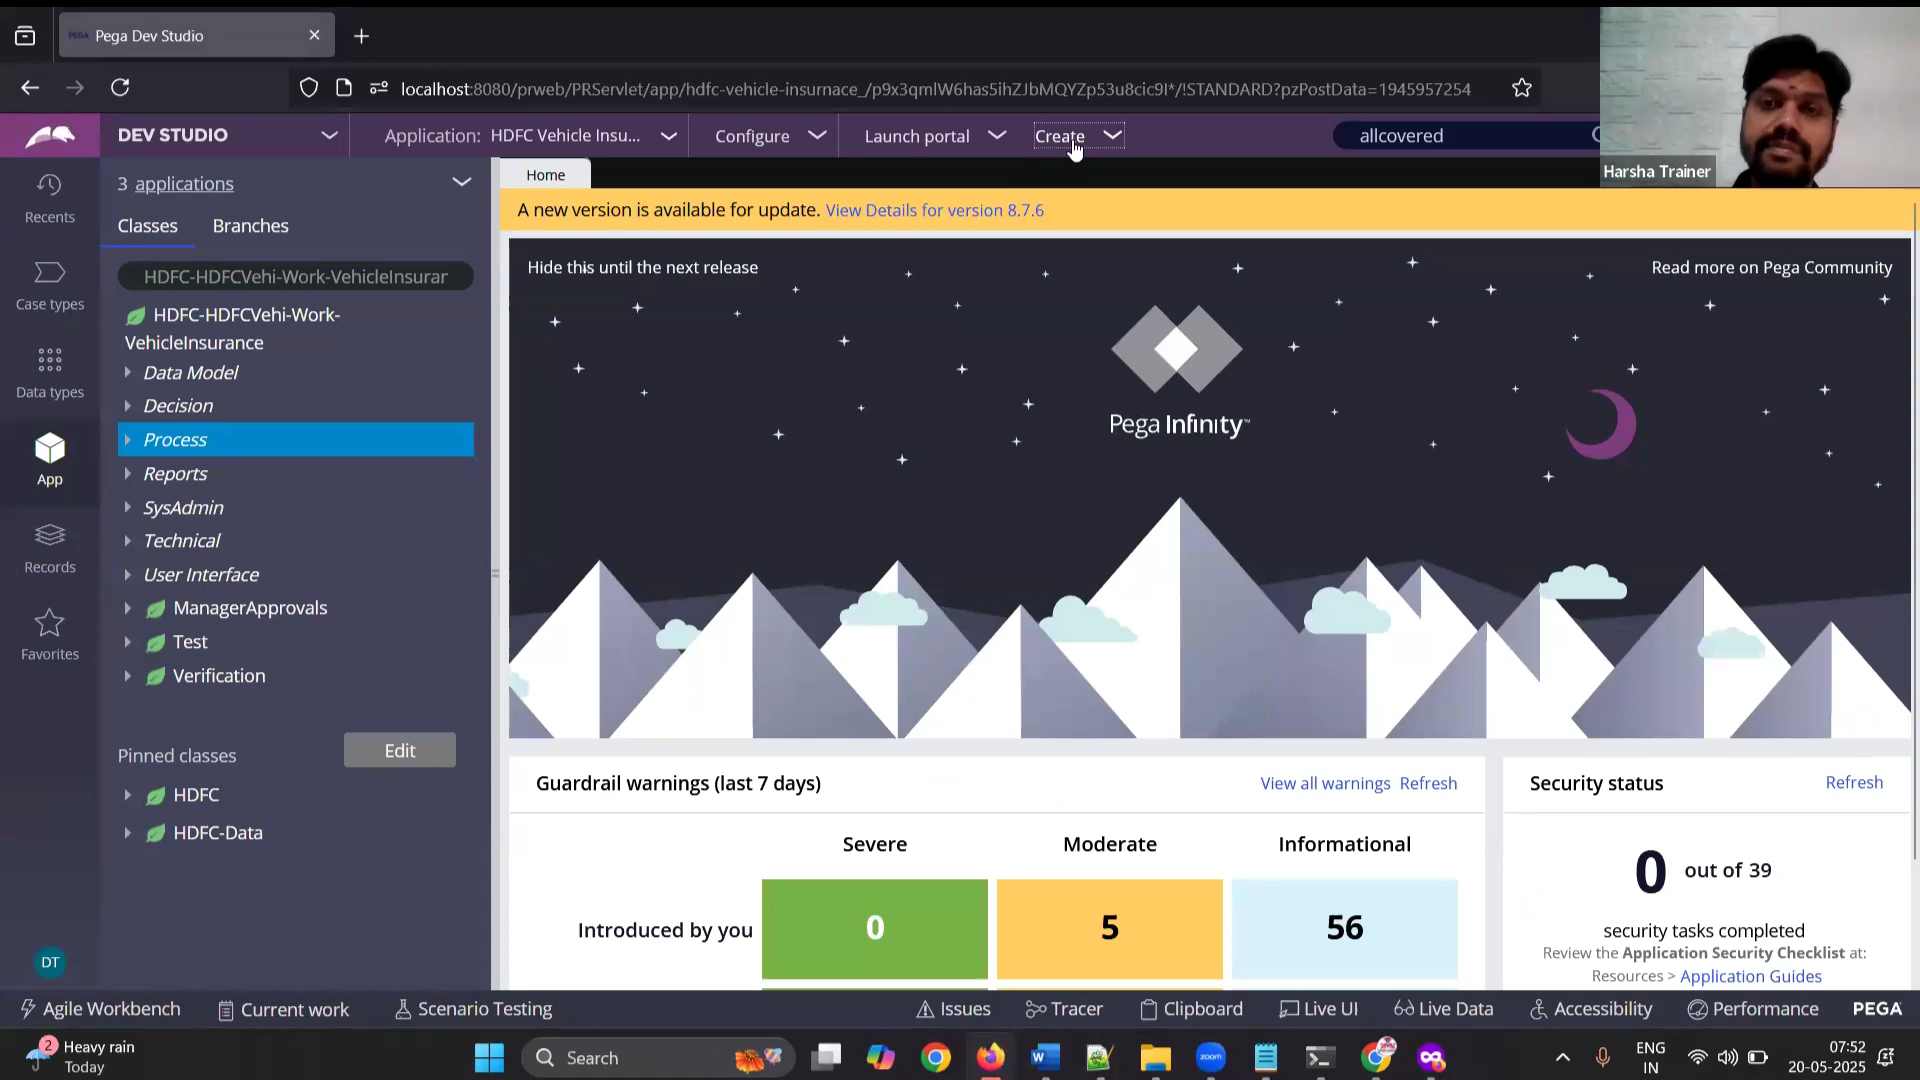 PEGA Pega Dev Studio
localhost:8080/prweb/PRServlet/app/hdfc-vehicle-insurnace_/p9x3qmlW6has5ihZJbMQYZp53u8cic9l*/!STANDARD?pzPostData=1945957254
DEV STUDIO
Application: HDFC Vehicle Insu...
Configure
Launch portal
Create
allcovered
Harsha Trainer
Recents
Case types
Data types
App
Records
Favorites
DT
3 applications
Classes Branches
HDFC-HDFCVehi-Work-VehicleInsurar
HDFC-HDFCVehi-Work-
VehicleInsurance
Data Model
Decision
Process
Reports
SysAdmin
Technical
User Interface
ManagerApprovals
Test
Verification
Pinned classes Edit
HDFC
HDFC-Data
Home
A new version is available for update. View Details for version 8.7.6
Hide this until the next release
Read more on Pega Community
Pega Infinity™
Guardrail warnings (last 7 days) View all warnings Refresh
Severe Moderate Informational
Introduced by you 0 5 56
Security status Refresh
0 out of 39
security tasks completed
Review the Application Security Checklist at:
Resources > Application Guides
Agile Workbench Current work Scenario Testing Issues Tracer Clipboard Live UI Live Data Accessibility Performance PEGA
2 Heavy rain
Today
Search
zoom
ENG
IN
07:52
20-05-2025